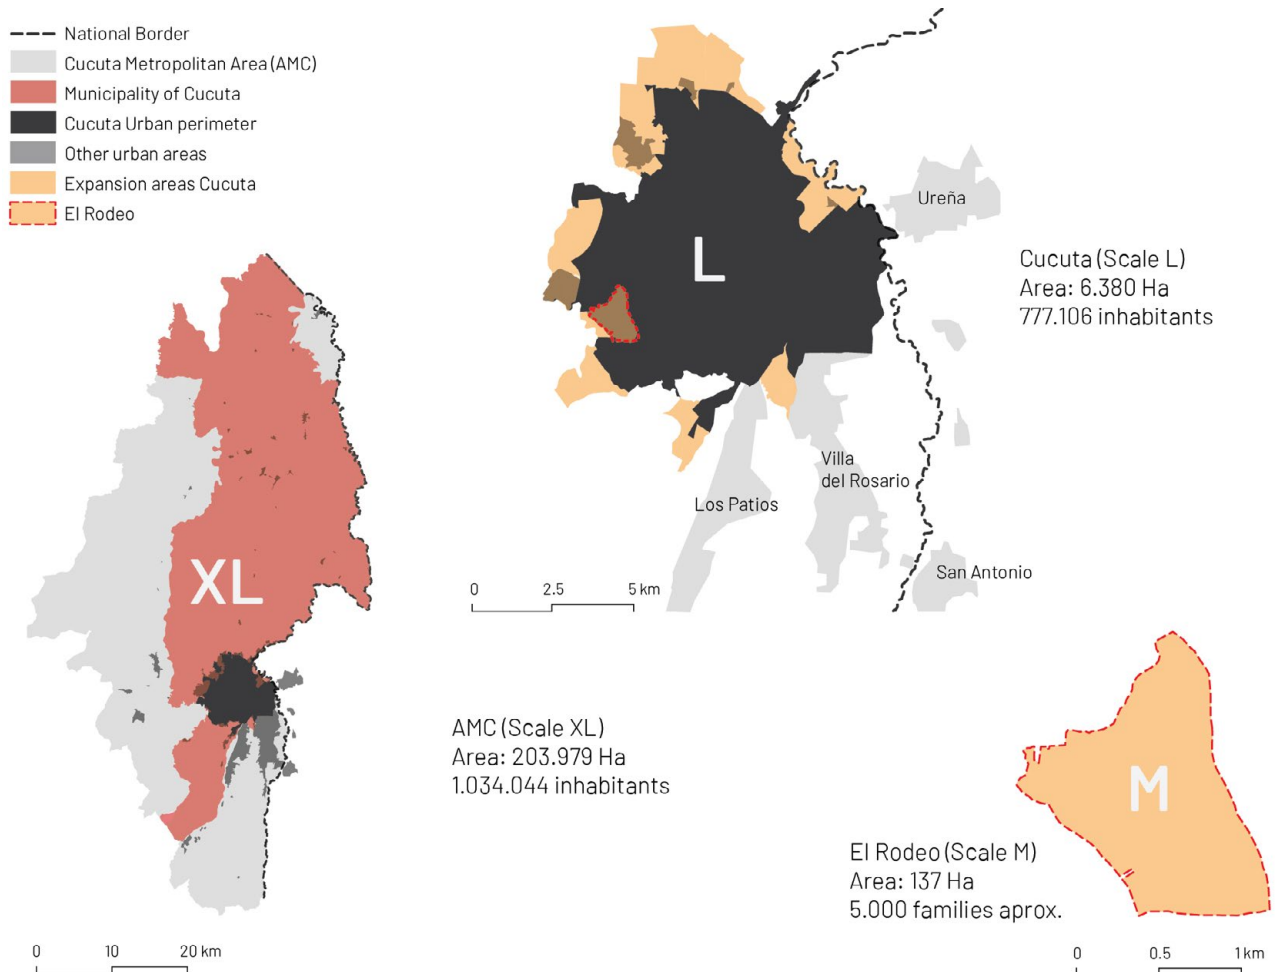 National Border
Cucuta Metropolitan Area (AMC)
Municipality of Cucuta
Cucuta Urban perimeter
Other urban areas
Expansion areas Cucuta
El Rodeo
L
Ureña
Cucuta (Scale L)
Area: 6.380 Ha
777.106 inhabitants
Villa
del Rosario
Los Patios
San Antonio
0 2.5 5 km
XL
AMC (Scale XL)
Area: 203.979 Ha
1.034.044 inhabitants
0 10 20 km
M
El Rodeo (Scale M)
Area: 137 Ha
5.000 families aprox.
0 0.5 1 km